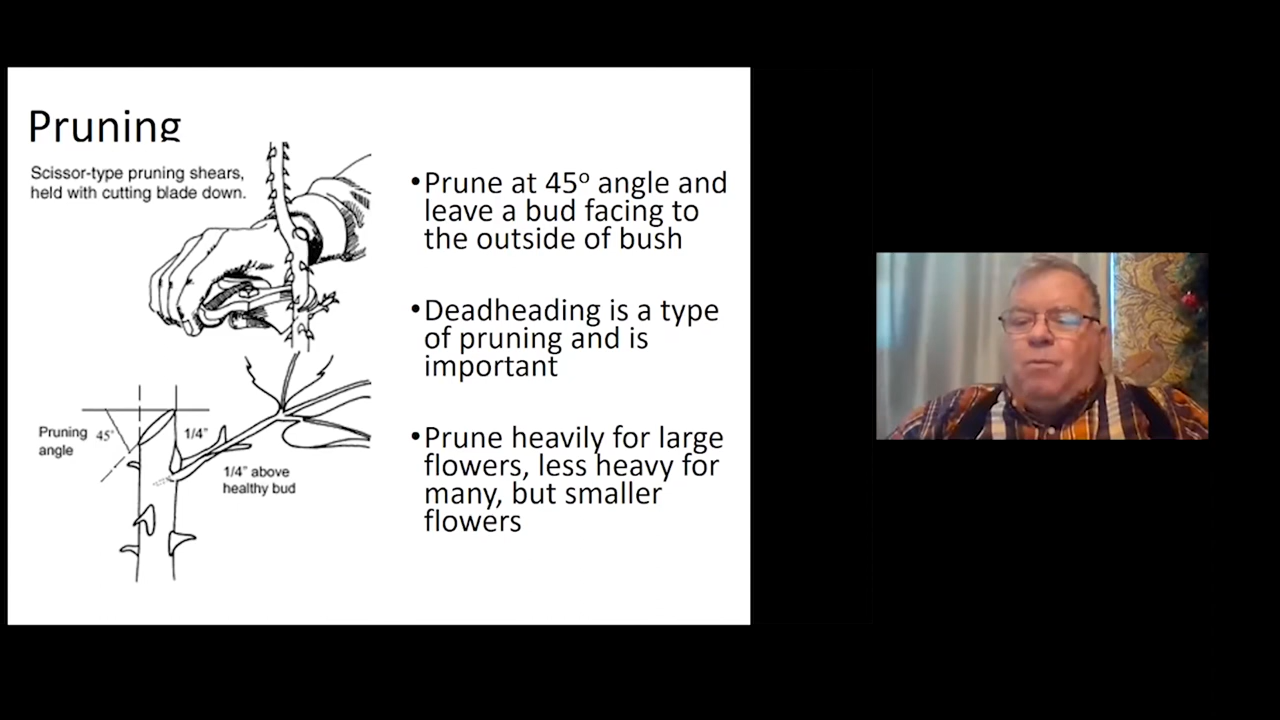 Pruning
Scissor-type pruning shears,
held with cutting blade down.
•Prune at 45º angle and
leave a bud facing to
the outside of bush
•Deadheading is a type
of pruning and is
important
•Prune heavily for large
flowers, less heavy for
many, but smaller
flowers
Pruning
angle
45°
1/4"
1/4" above
healthy bud